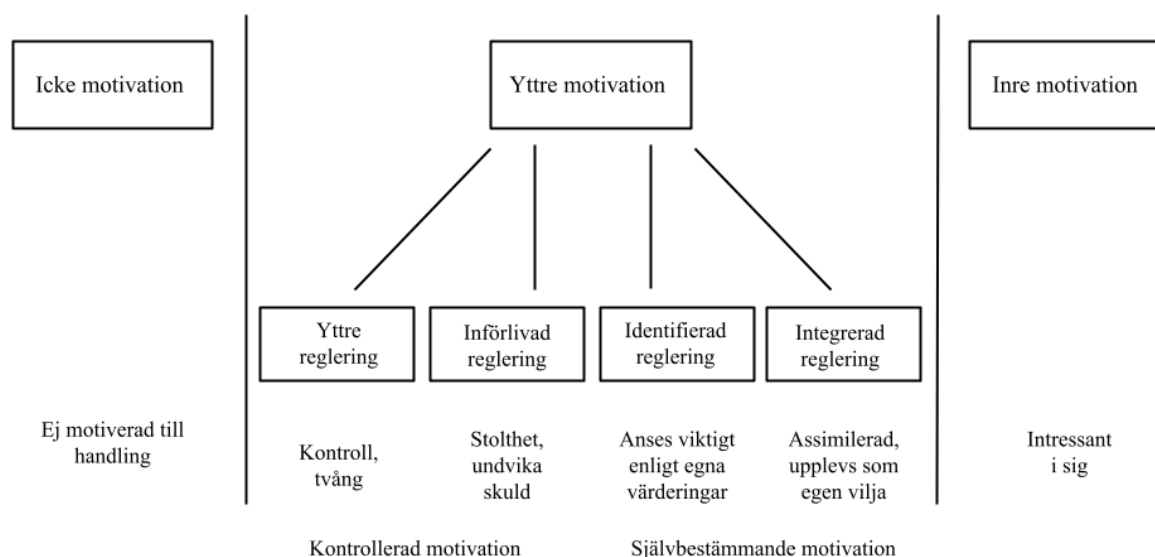 Icke motivation
Yttre motivation
Inre motivation
Yttre
reglering
Införlivad
reglering
Identifierad
reglering
Integrerad
reglering
Ej motiverad till
handling
Kontroll,
tvång
Stolthet,
undvika
skuld
Anses viktigt
enligt egna
värderingar
Assimilerad,
upplevs som
egen vilja
Intressant
i sig
Kontrollerad motivation
Självbestämmande motivation